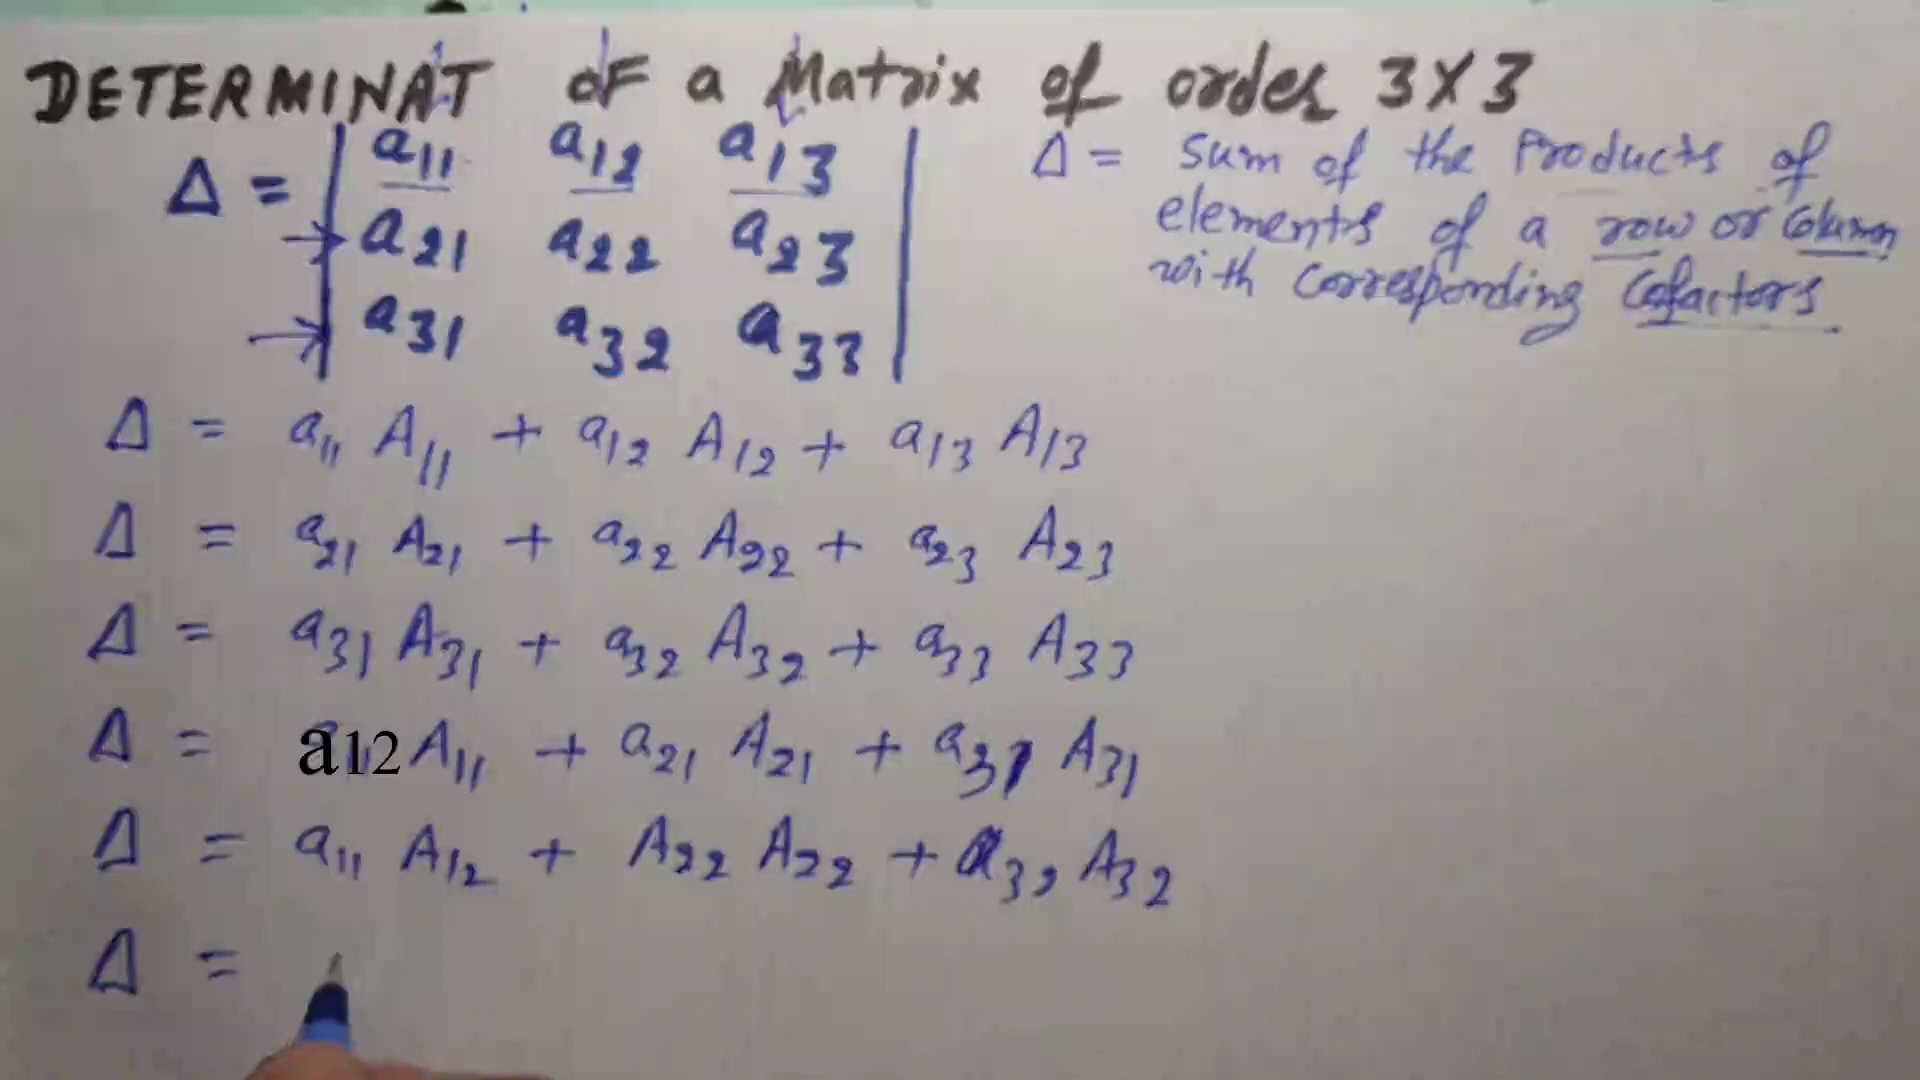 DETERMINAT OF a Matrix of order 3X3
Δ = | a11 a12 a13 |
a21 a22 a23
a31 a32 a33
Δ = sum of the Products of
elements of a row or Column
with corresponding Cofactors
Δ = a11 A11 + a12 A12 + a13 A13
Δ = a21 A21 + a22 A22 + a23 A23
Δ = a31 A31 + a32 A32 + a33 A33
Δ = a12 A11 + a21 A21 + a31 A31
Δ = a11 A12 + A22 A22 + a32 A32
Δ =